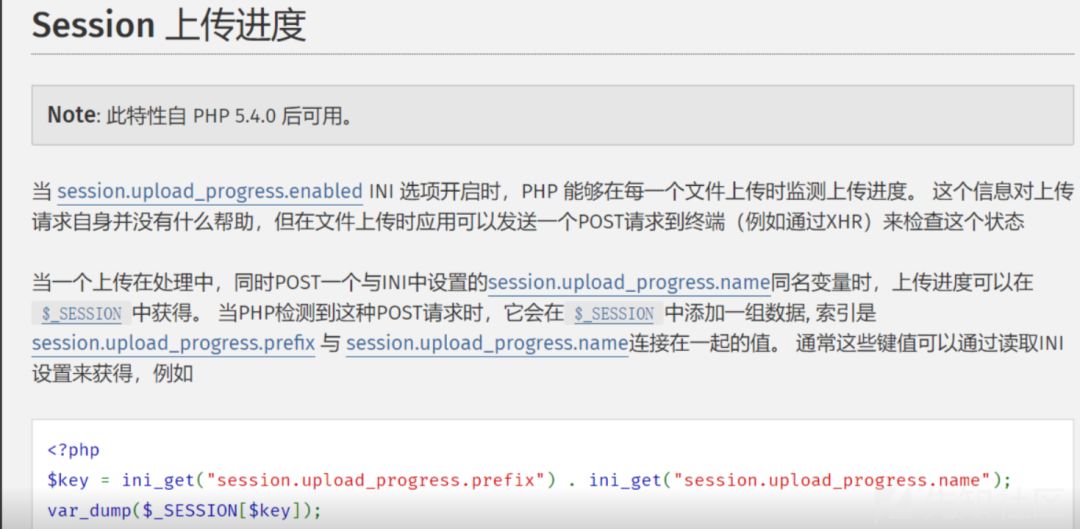 Session 上传进度
Note: 此特性自 PHP 5.4.0 后可用。
当 session.upload_progress.enabled INI 选项开启时，PHP 能够在每一个文件上传时监测上传进度。 这个信息对上传
请求自身并没有什么帮助，但在文件上传时应用可以发送一个POST请求到终端（例如通过XHR）来检查这个状态
当一个上传在处理中，同时POST一个与INI中设置的session.upload_progress.name同名变量时，上传进度可以在
$_SESSION 中获得。 当PHP检测到这种POST请求时，它会在 $_SESSION 中添加一组数据, 索引是
session.upload_progress.prefix 与 session.upload_progress.name连接在一起的值。 通常这些键值可以通过读取INI
设置来获得，例如
<?php
$key = ini_get("session.upload_progress.prefix") . ini_get("session.upload_progress.name");
var_dump($_SESSION[$key]);